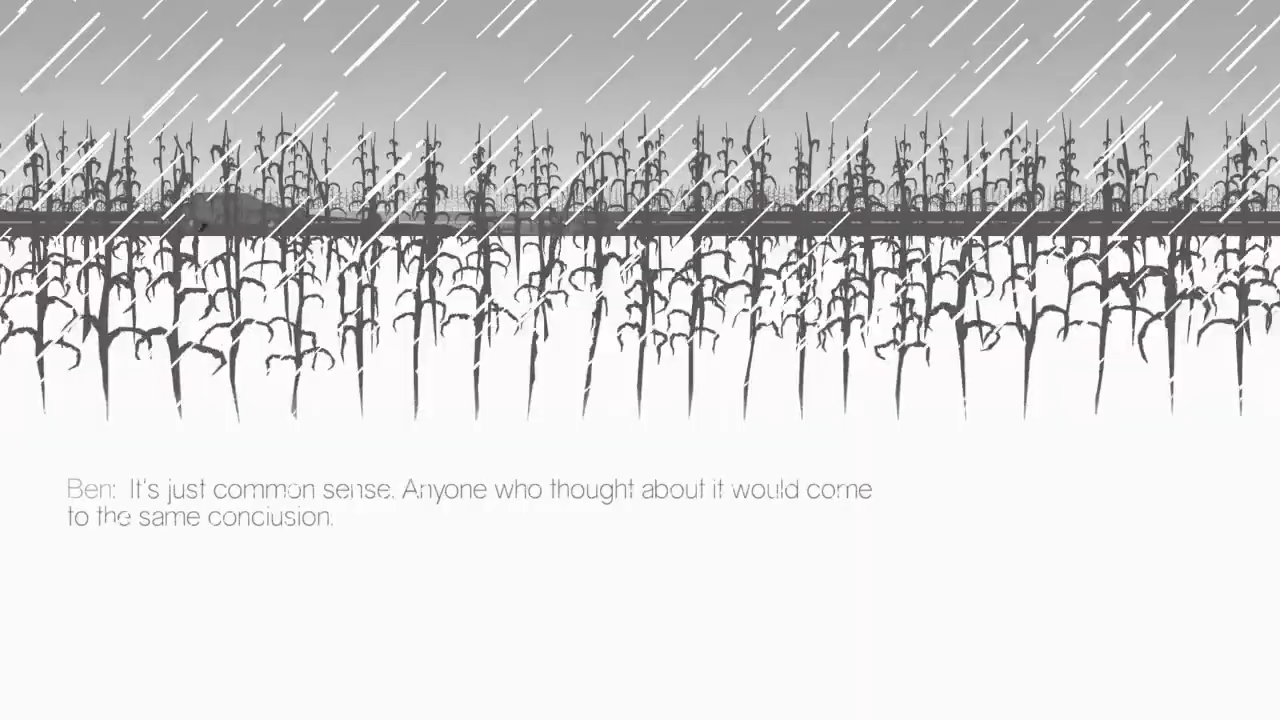 Ben: It's just common sense. Anyone who thought about it would come
to the same conclusion.